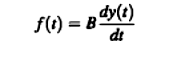 f(t) = B dy(t)/dt